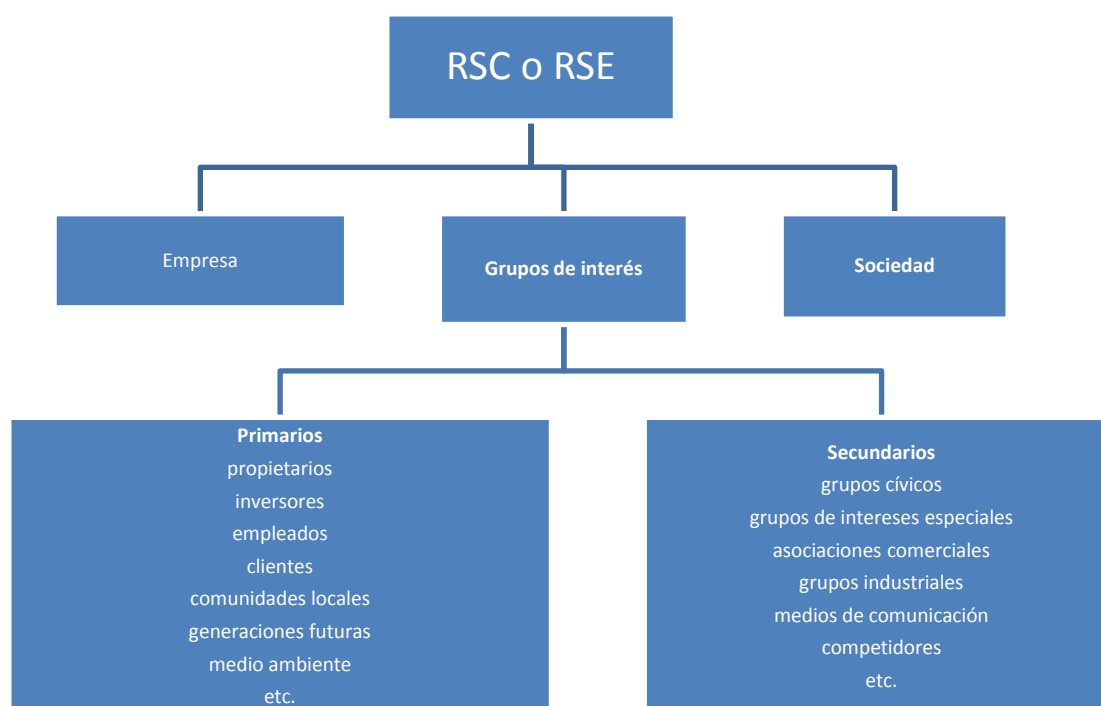 RSC o RSE
Empresa
Grupos de interés
Sociedad
Primarios
propietarios
inversores
empleados
clientes
comunidades locales
generaciones futuras
medio ambiente
etc.
Secundarios
grupos cívicos
grupos de intereses especiales
asociaciones comerciales
grupos industriales
medios de comunicación
competidores
etc.